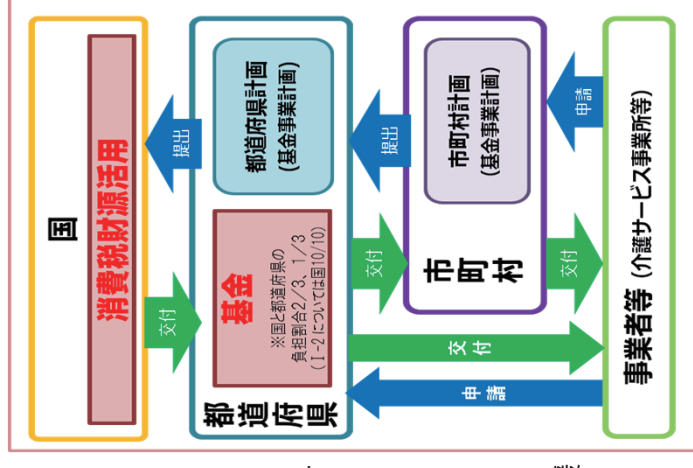 国
消費税財源活用
交付
提出
都道府県
基金
※国と都道府県の
負担割合2/3、1/3
(Ⅰ-2については国10/10)
都道府県計画
(基金事業計画)
交付
提出
市町村
市町村計画
(基金事業計画)
申請
交付
交付
申請
事業者等(介護サービス事業所等)